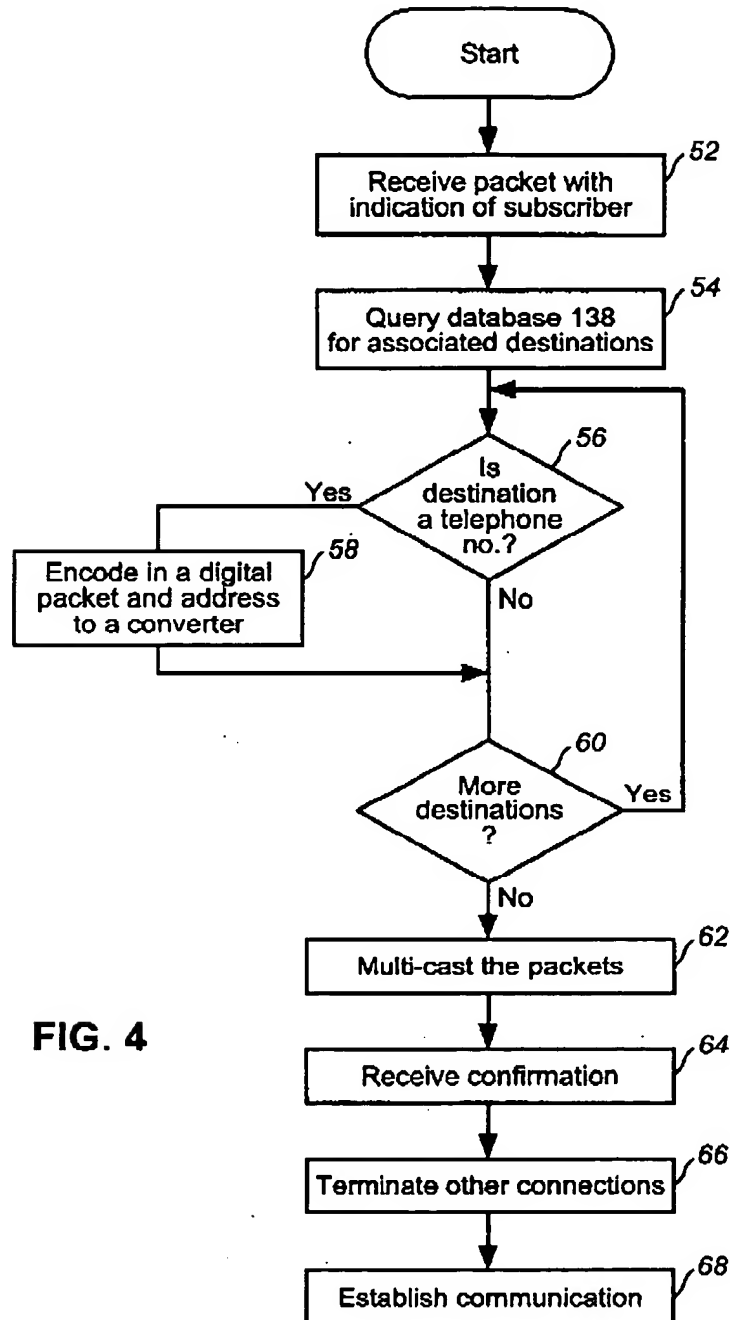 Start
52
Receive packet with
indication of subscriber
54
Query database 138
for associated destinations
56
Is
destination
a telephone
no.?
Yes
58
Encode in a digital
packet and address
to a converter
No
60
More
destinations
?
Yes
No
62
Multi-cast the packets
FIG. 4
64
Receive confirmation
66
Terminate other connections
68
Establish communication